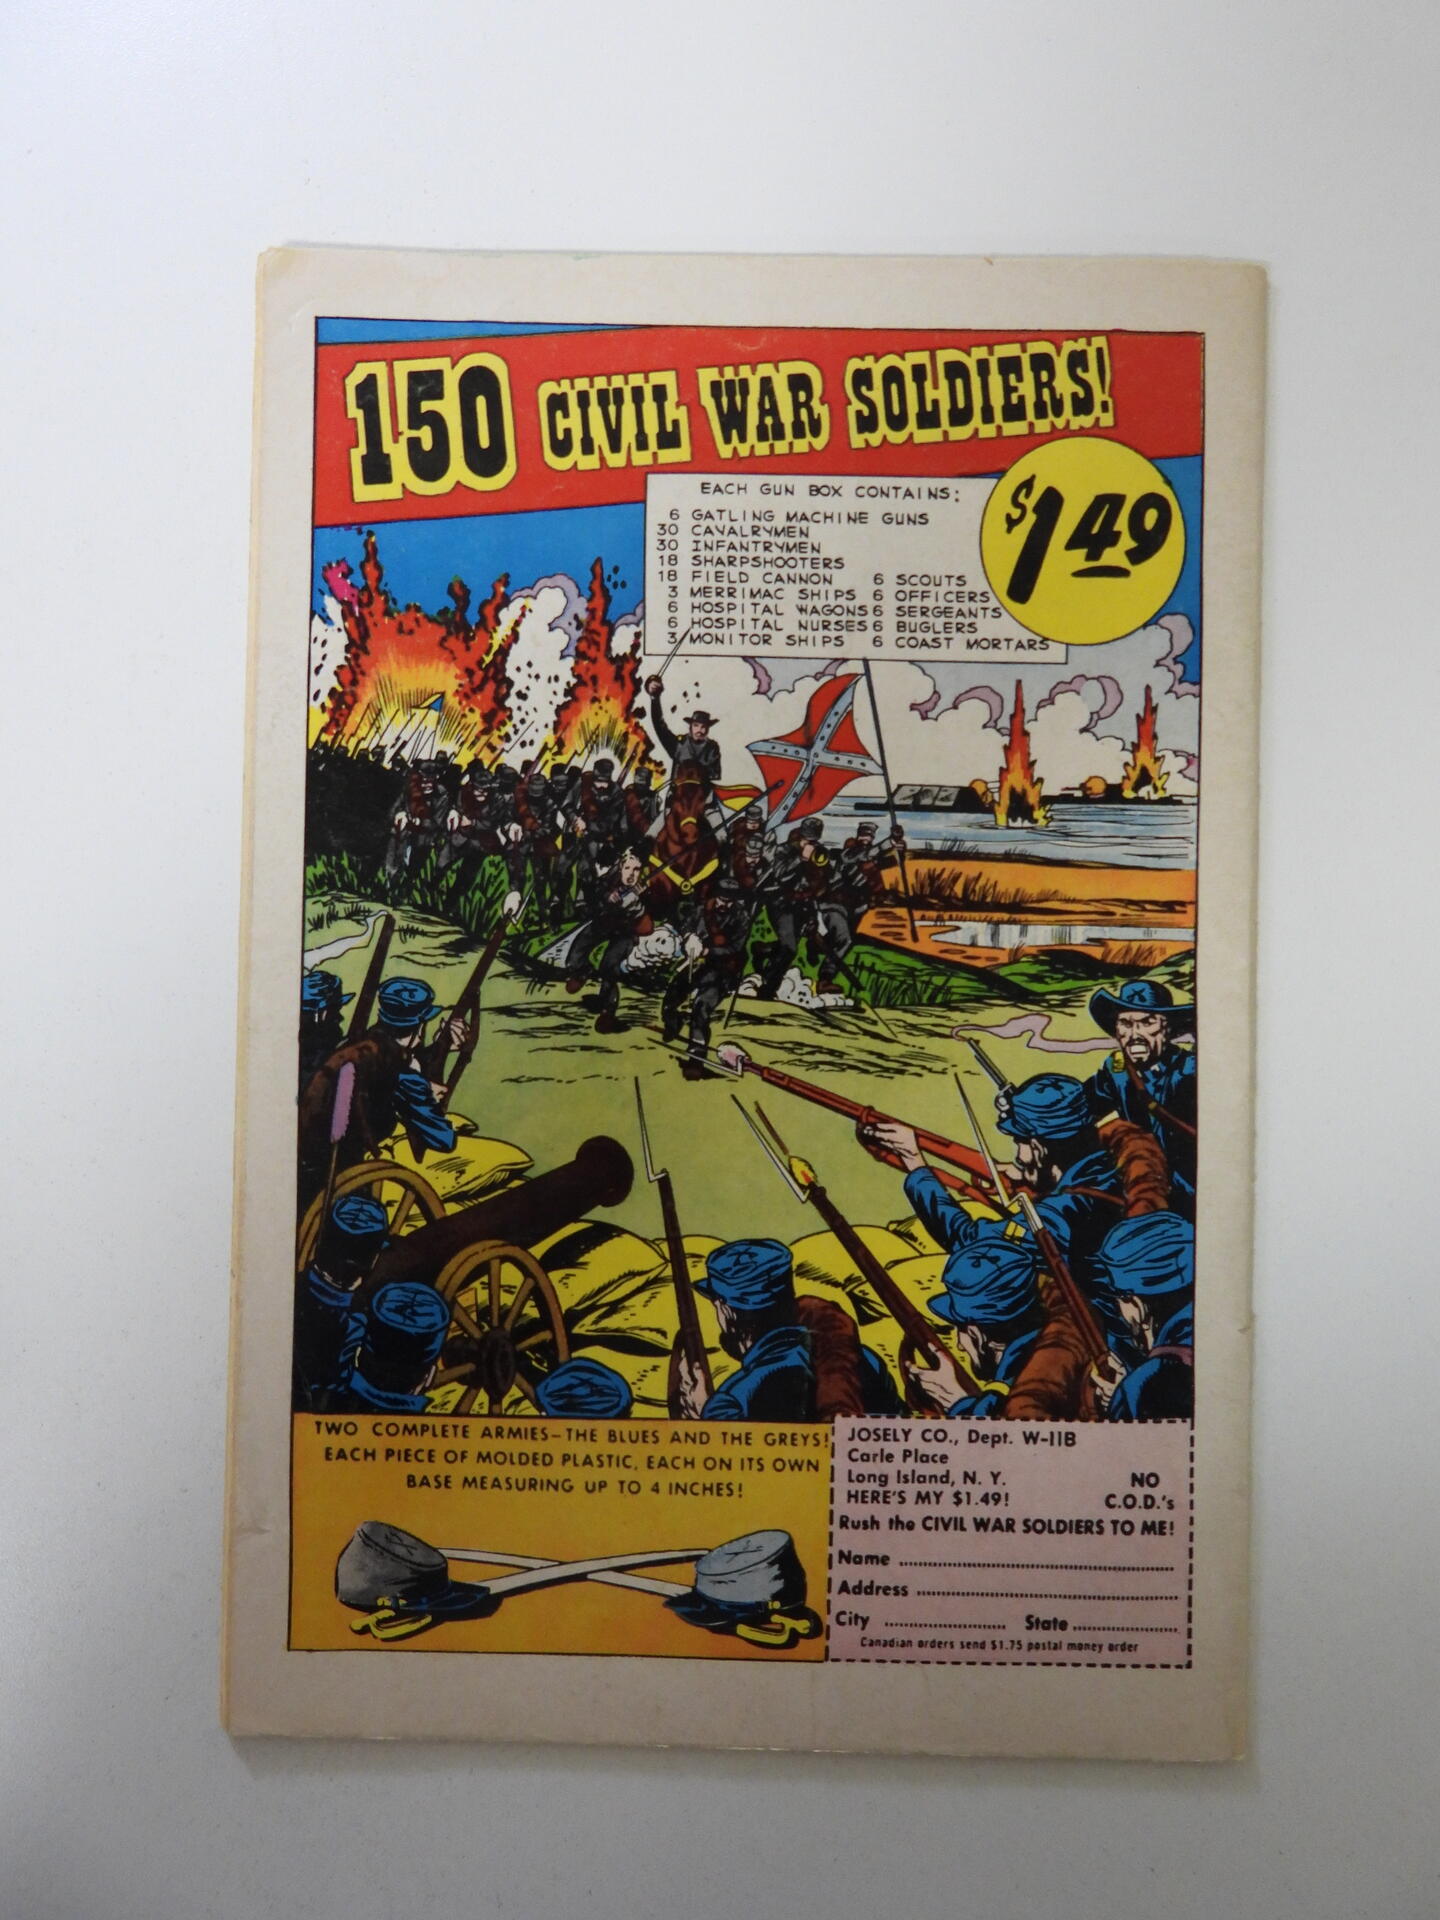 150 CIVIL WAR SOLDIERS!
$1.49
EACH GUN BOX CONTAINS:
6 GATLING MACHINE GUNS
30 CAVALRYMEN
30 INFANTRYMEN
18 SHARPSHOOTERS
18 FIELD CANNON 6 SCOUTS
3 MERRIMAC SHIPS 6 OFFICERS
6 HOSPITAL WAGONS 6 SERGEANTS
6 HOSPITAL NURSES 6 BUGLERS
3 MONITOR SHIPS 6 COAST MORTARS
TWO COMPLETE ARMIES—THE BLUES AND THE GREYS!
EACH PIECE OF MOLDED PLASTIC, EACH ON ITS OWN
BASE MEASURING UP TO 4 INCHES!
JOSELY CO., Dept. W-11B
Carle Place
Long Island, N. Y.
HERE'S MY $1.49!
NO
C.O.D.'s
Rush the CIVIL WAR SOLDIERS TO ME!
Name
Address
City State
Canadian orders send $1.75 postal money order